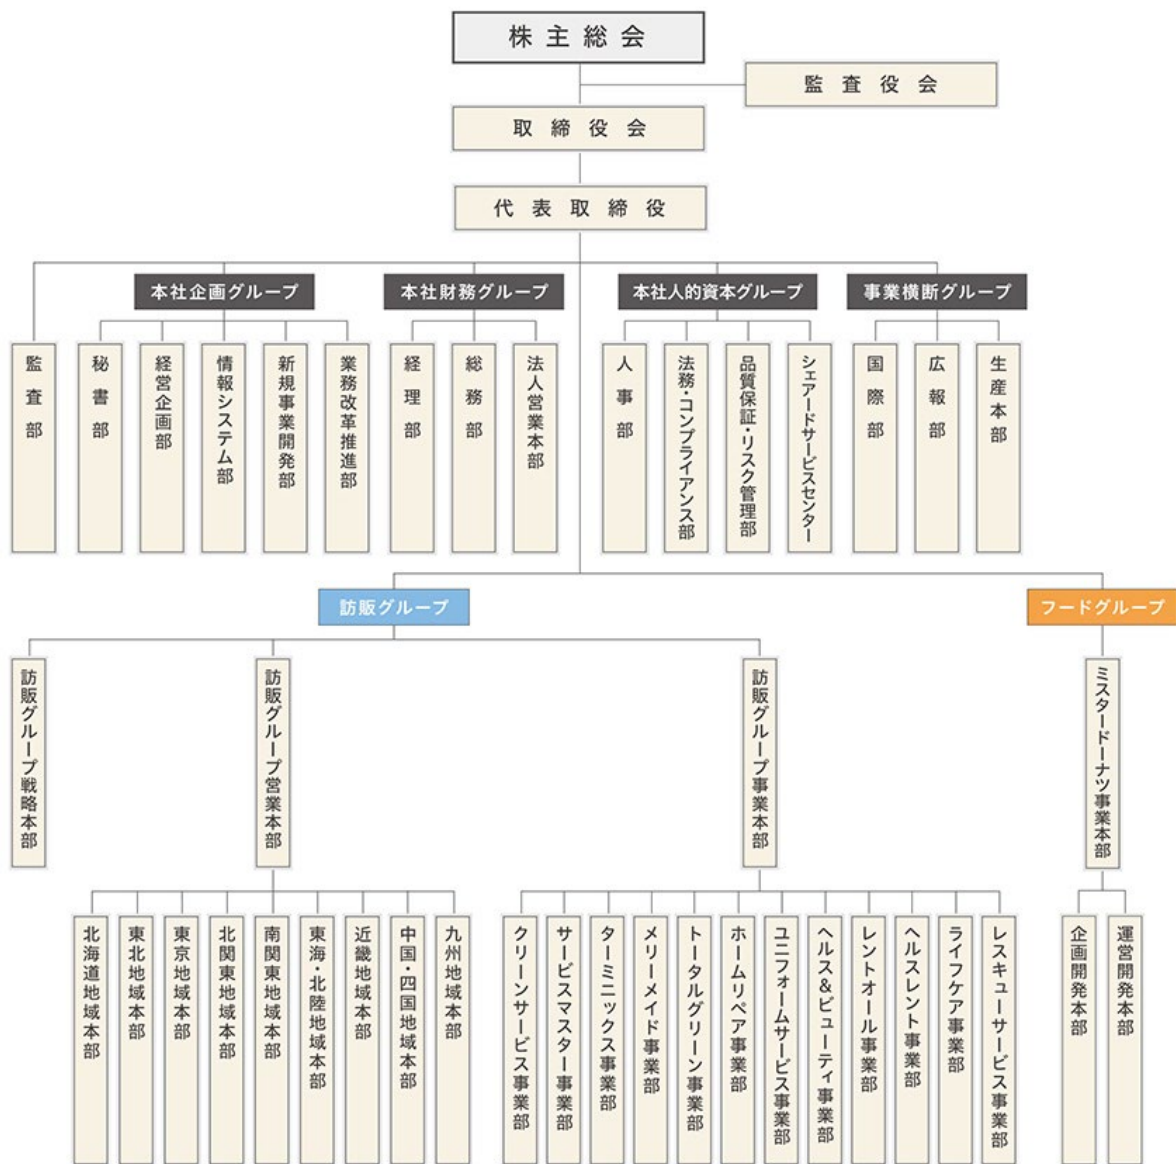 株主総会
監査役会
取締役会
代表取締役
本社企画グループ
本社財務グループ
本社人的資本グループ
事業横断グループ
監査部
秘書部
経営企画部
情報システム部
新規事業開発部
業務改革推進部
経理部
総務部
法人営業本部
人事部
法務・コンプライアンス部
品質保証・リスク管理部
シェアードサービスセンター
国際部
広報部
生産本部
訪販グループ
フードグループ
訪販グループ戦略本部
訪販グループ営業本部
訪販グループ事業本部
ミスタードーナツ事業本部
北海道地域本部
東北地域本部
東京地域本部
北関東地域本部
南関東地域本部
東海・北陸地域本部
近畿地域本部
中国・四国地域本部
九州地域本部
クリーンサービス事業部
サービスマスター事業部
ターミニックス事業部
メリーメイド事業部
トータルグリーン事業部
ホームリペア事業部
ユニフォームサービス事業部
ヘルス&ビューティ事業部
レントオール事業部
ヘルスレント事業部
ライフケア事業部
レスキューサービス事業部
企画開発本部
運営開発本部